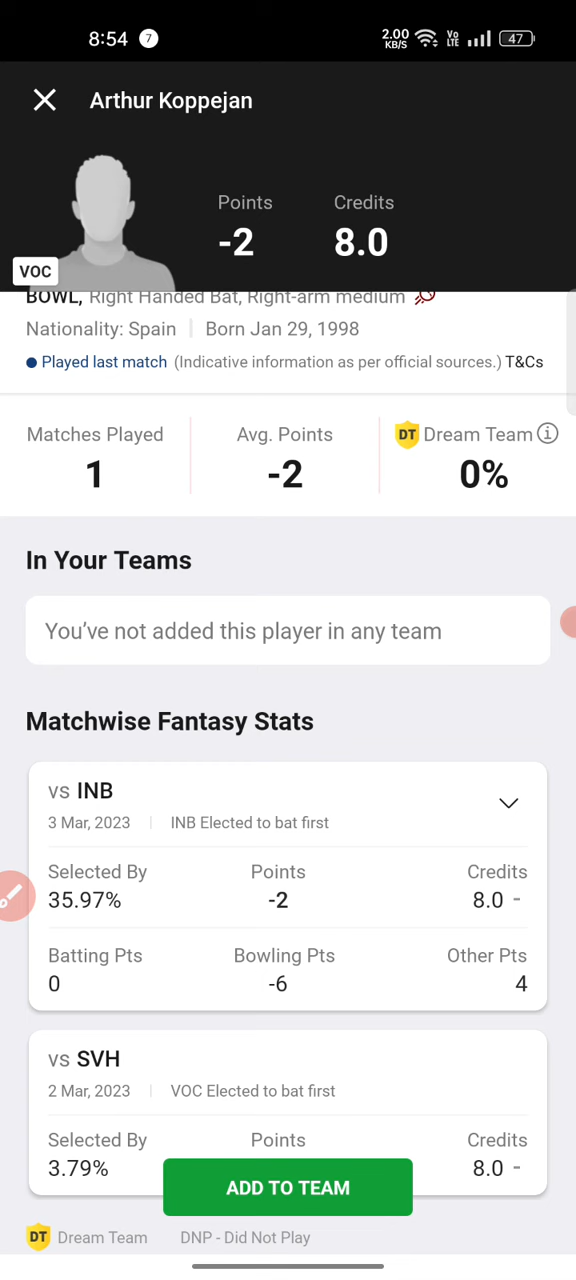 8:54 7 2.00 KB/S Vo LTE 47
Arthur Koppejan
Points Credits
-2 8.0
VOC
BOWL, Right Handed Bat, Right-arm medium
Nationality: Spain | Born Jan 29, 1998
Played last match (Indicative information as per official sources.) T&Cs
Matches Played Avg. Points DT Dream Team
1 -2 0%
In Your Teams
You've not added this player in any team
Matchwise Fantasy Stats
vs INB
3 Mar, 2023 | INB Elected to bat first
Selected By Points Credits
35.97% -2 8.0 -
Batting Pts Bowling Pts Other Pts
0 -6 4
vs SVH
2 Mar, 2023 | VOC Elected to bat first
Selected By Points Credits
3.79% 8.0 -
ADD TO TEAM
DT Dream Team DNP - Did Not Play